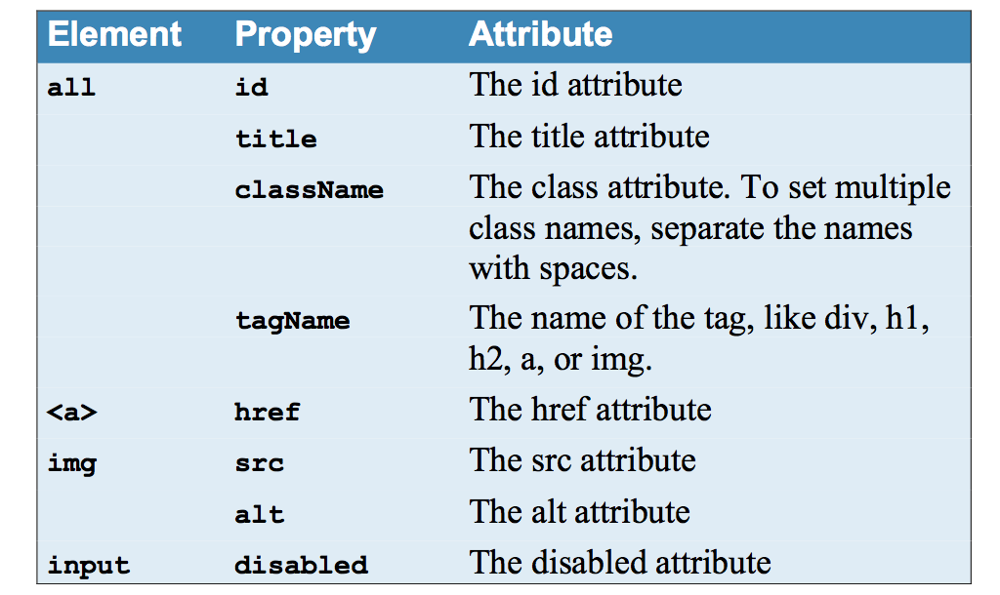 Element Property Attribute
all id The id attribute
title The title attribute
className The class attribute. To set multiple
class names, separate the names
with spaces.
tagName The name of the tag, like div, h1,
h2, a, or img.
<a> href The href attribute
img src The src attribute
alt The alt attribute
input disabled The disabled attribute